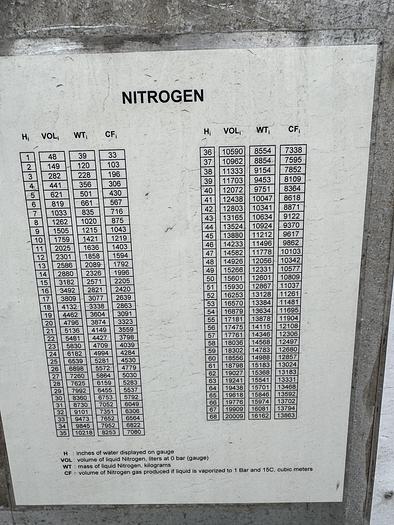 NITROGEN
Hi VOLi WTi CFi
1 48 39 33
2 149 120 103
3 282 228 196
4 441 356 306
5 621 501 430
6 819 661 567
7 1033 835 716
8 1262 1020 875
9 1505 1215 1043
10 1759 1421 1219
11 2025 1636 1403
12 2301 1858 1594
13 2586 2089 1792
14 2880 2326 1996
15 3182 2571 2205
16 3492 2821 2420
17 3809 3077 2639
18 4132 3338 2863
19 4462 3604 3091
20 4796 3874 3323
21 5136 4149 3559
22 5481 4427 3798
23 5830 4709 4039
24 6182 4994 4284
25 6539 5281 4530
26 6898 5572 4779
27 7260 5864 5030
28 7625 6159 5283
29 7992 6455 5537
30 8360 6753 5792
31 8730 7052 6049
32 9101 7351 6306
33 9473 7652 6564
34 9845 7952 6822
35 10218 8253 7080
Hi VOLi WTi CFi
36 10590 8554 7338
37 10962 8854 7595
38 11333 9154 7852
39 11703 9453 8109
40 12072 9751 8364
41 12438 10047 8618
42 12803 10341 8871
43 13165 10634 9122
44 13524 10924 9370
45 13880 11212 9617
46 14233 11496 9862
47 14582 11778 10103
48 14926 12056 10342
49 15266 12331 10577
50 15601 12601 10809
51 15930 12867 11037
52 16253 13128 11261
53 16570 13384 11481
54 16879 13634 11695
55 17181 13878 11904
56 17475 14115 12108
57 17761 14346 12306
58 18036 14568 12497
59 18302 14783 12680
60 18556 14988 12857
61 18798 15183 13024
62 19027 15368 13183
63 19241 15541 13331
64 19438 15701 13468
65 19618 15846 13592
66 19776 15974 13702
67 19909 16081 13794
68 20009 16162 13863
H : inches of water displayed on gauge
VOL : volume of liquid Nitrogen, liters at 0 bar (gauge)
WT : mass of liquid Nitrogen, kilograms
CF : volume of Nitrogen gas produced if liquid is vaporized to 1 Bar and 15C, cubic meters